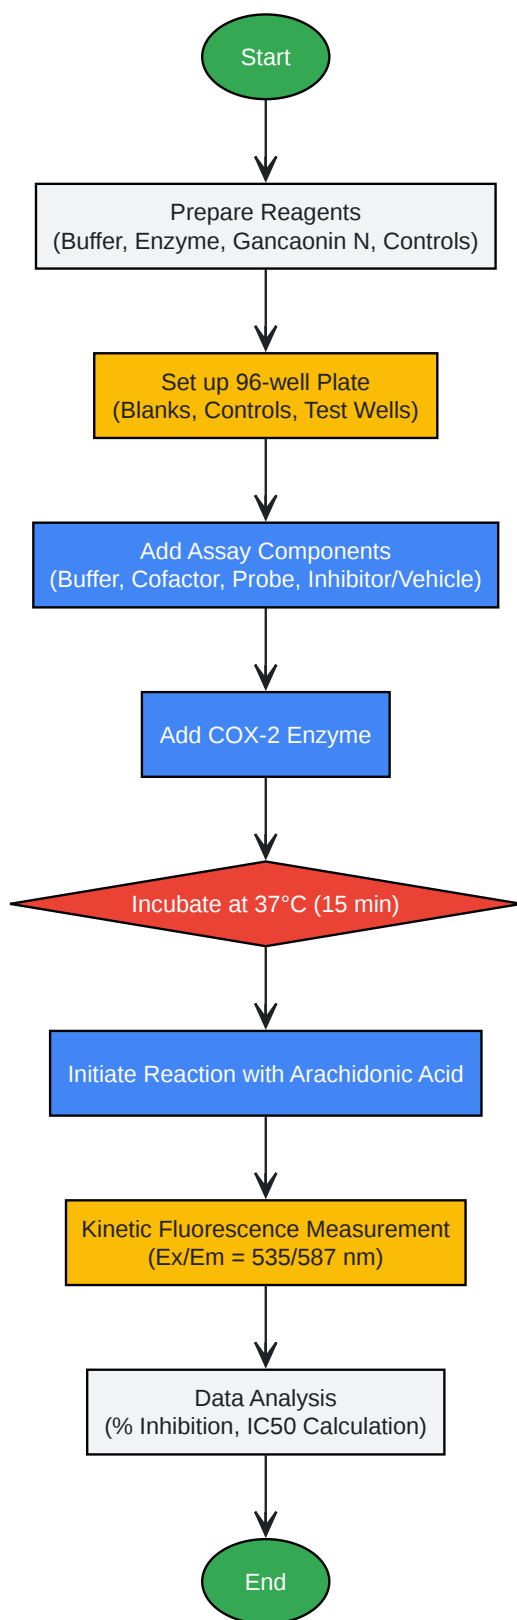 Start
Prepare Reagents
(Buffer, Enzyme, Gancaonin N, Controls)
Set up 96-well Plate
(Blanks, Controls, Test Wells)
Add Assay Components
(Buffer, Cofactor, Probe, Inhibitor/Vehicle)
Add COX-2 Enzyme
Incubate at 37°C (15 min)
Initiate Reaction with Arachidonic Acid
Kinetic Fluorescence Measurement
(Ex/Em = 535/587 nm)
Data Analysis
(% Inhibition, IC50 Calculation)
End